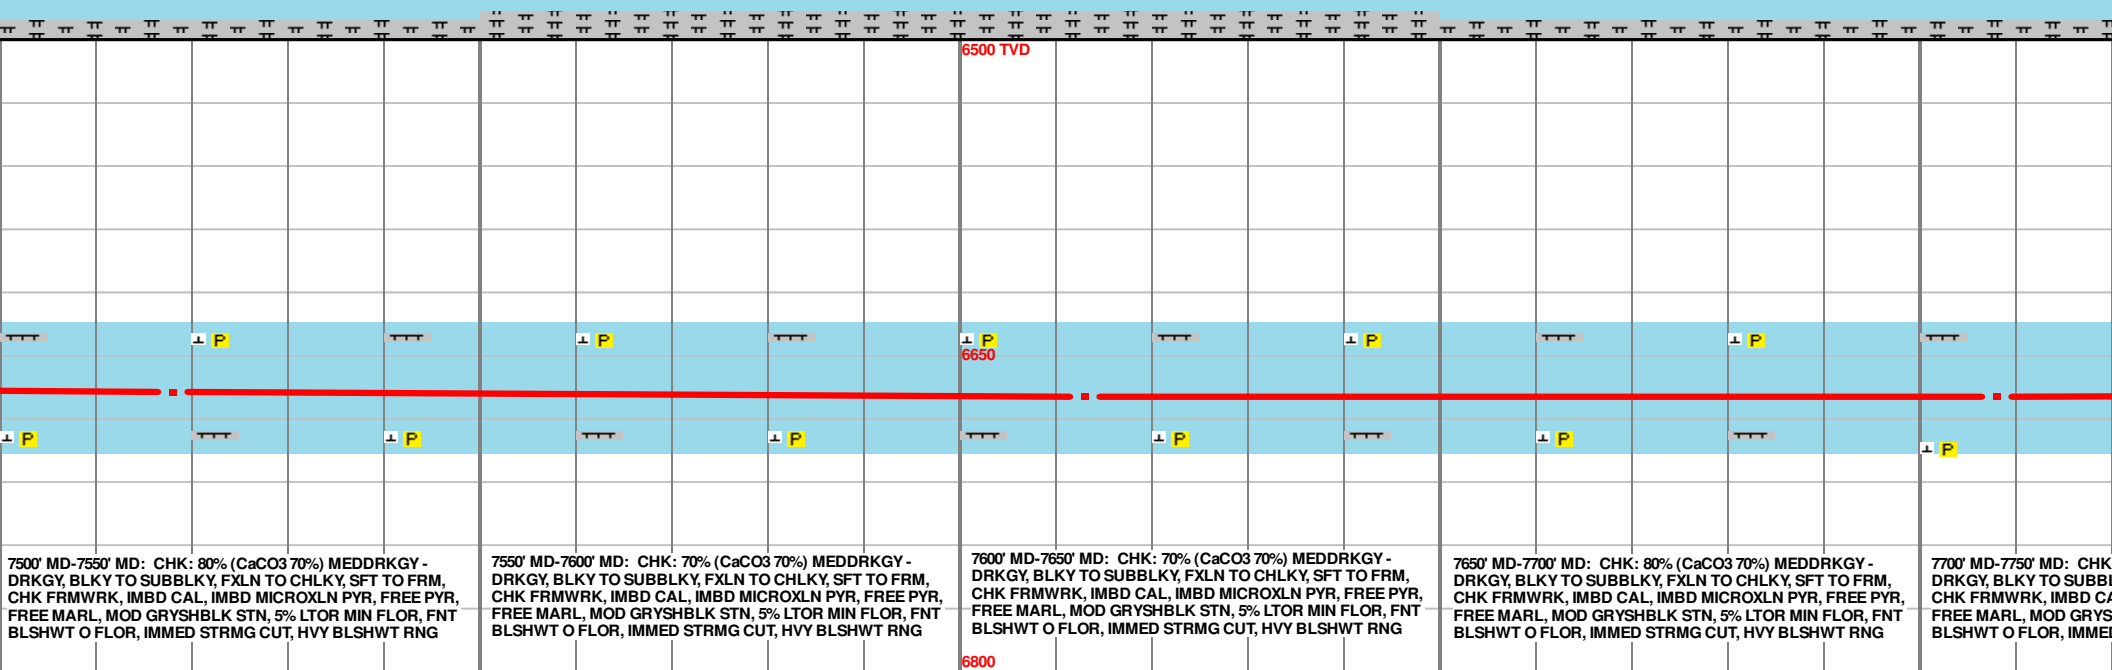 6500 TVD
P
P
P
P
P
6650
P
P
P
P
P
P
7500' MD-7550' MD: CHK: 80% (CaCO3 70%) MEDDRKGY -
DRKGY, BLKY TO SUBBLKY, FXLN TO CHLKY, SFT TO FRM,
CHK FRMWRK, IMBD CAL, IMBD MICROXLN PYR, FREE PYR,
FREE MARL, MOD GRYSHBLK STN, 5% LTOR MIN FLOR, FNT
BLSHWT O FLOR, IMMED STRMG CUT, HVY BLSHWT RNG
7550' MD-7600' MD: CHK: 70% (CaCO3 70%) MEDDRKGY -
DRKGY, BLKY TO SUBBLKY, FXLN TO CHLKY, SFT TO FRM,
CHK FRMWRK, IMBD CAL, IMBD MICROXLN PYR, FREE PYR,
FREE MARL, MOD GRYSHBLK STN, 5% LTOR MIN FLOR, FNT
BLSHWT O FLOR, IMMED STRMG CUT, HVY BLSHWT RNG
7600' MD-7650' MD: CHK: 70% (CaCO3 70%) MEDDRKGY -
DRKGY, BLKY TO SUBBLKY, FXLN TO CHLKY, SFT TO FRM,
CHK FRMWRK, IMBD CAL, IMBD MICROXLN PYR, FREE PYR,
FREE MARL, MOD GRYSHBLK STN, 5% LTOR MIN FLOR, FNT
BLSHWT O FLOR, IMMED STRMG CUT, HVY BLSHWT RNG
7650' MD-7700' MD: CHK: 80% (CaCO3 70%) MEDDRKGY -
DRKGY, BLKY TO SUBBLKY, FXLN TO CHLKY, SFT TO FRM,
CHK FRMWRK, IMBD CAL, IMBD MICROXLN PYR, FREE PYR,
FREE MARL, MOD GRYSHBLK STN, 5% LTOR MIN FLOR, FNT
BLSHWT O FLOR, IMMED STRMG CUT, HVY BLSHWT RNG
7700' MD-7750' MD: CHK
DRKGY, BLKY TO SUBBL
CHK FRMWRK, IMBD CA
FREE MARL, MOD GRYS
BLSHWT O FLOR, IMMED
6800